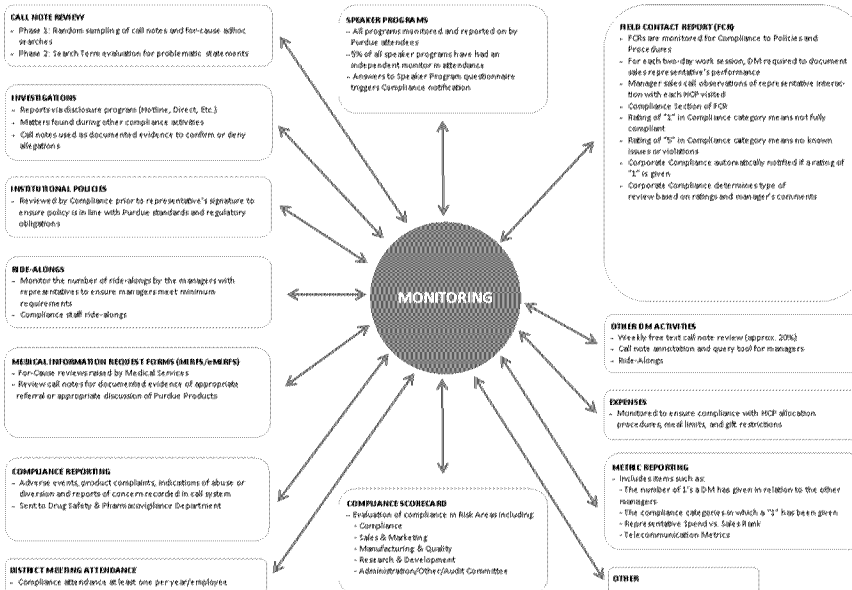 CALL NOTE REVIEW
- Phase 1: Random sampling of call notes and for-cause adhoc
searches
- Phase 2: Search Term evaluation for problematic statements
INVESTIGATIONS
- Reports via disclosure program (Hotline, Direct, Etc.)
- Matters found during other compliance activities
- Call notes used as documented evidence to confirm or deny
allegations
INSTITUTIONAL POLICIES
- Reviewed by Compliance prior to representative's signature to
ensure policy is in line with Purdue standards and regulatory
obligations
RIDE-ALONGS
- Monitor the number of ride-alongs by the managers with
representatives to ensure managers meet minimum
requirements
- Compliance staff ride-alongs
MEDICAL INFORMATION REQUEST FORMS (MIRFS/eMIRFS)
- For-Cause reviews raised by Medical Services
- Review call notes for documented evidence of appropriate
referral or appropriate discussion of Purdue Products
COMPLIANCE REPORTING
- Adverse events, product complaints, indications of abuse or
diversion and reports of concern recorded in call system
- Sent to Drug Safety & Pharmacovigilance Department
DISTRICT MEETING ATTENDANCE
- Compliance attendance at least one per year/employee
SPEAKER PROGRAMS
- All programs monitored and reported on by
Purdue attendees
- 5% of all speaker programs have had an
independent monitor in attendance
- Answers to Speaker Program questionnaire
triggers Compliance notification
MONITORING
COMPLIANCE SCORECARD
- Evaluation of compliance in Risk Areas including:
- Compliance
- Sales & Marketing
- Manufacturing & Quality
- Research & Development
- Administration/Other/Audit Committee
FIELD CONTACT REPORT (FCR)
- FCRs are monitored for Compliance to Policies and
Procedures
- For each two-day work session, DM required to document
sales representative's performance
- Manager sales call observations of representative interac-
tion with each HCP visited
- Compliance Section of FCR
- Rating of "1" in Compliance category means not fully
compliant
- Rating of "5" in Compliance category means no known
issues or violations
- Corporate Compliance automatically notified if a rating of
"1" is given
- Corporate Compliance determines type of
review based on ratings and manager's comments
OTHER DM ACTIVITIES
- Weekly free text call note review (approx. 20%)
- Call note annotation and query tool for managers
- Ride-Alongs
EXPENSES
- Monitored to ensure compliance with HCP allocation
procedures, meal limits, and gift restrictions
METRIC REPORTING
- Includes items such as:
- The number of 1's a DM has given in relation to the other
managers
- The compliance categories in which a "1" has been given
- Representative Spend vs. Sales Rank
- Telecommunication Metrics
OTHER